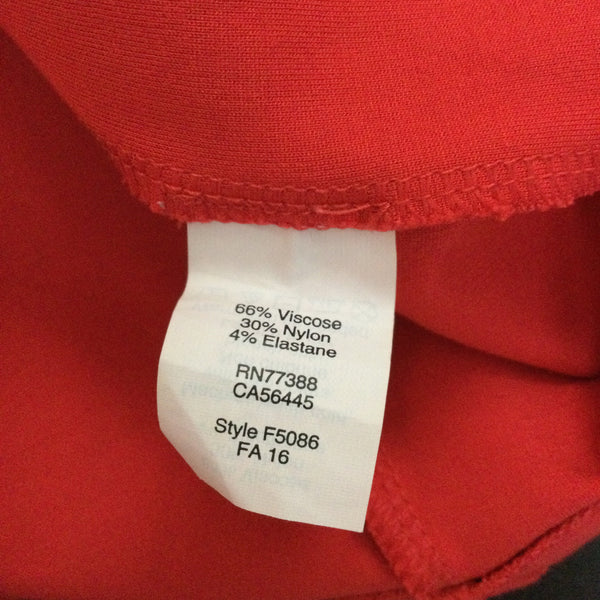 66% Viscose
30% Nylon
4% Elastane
RN77388
CA56445
Style F5086
FA 16